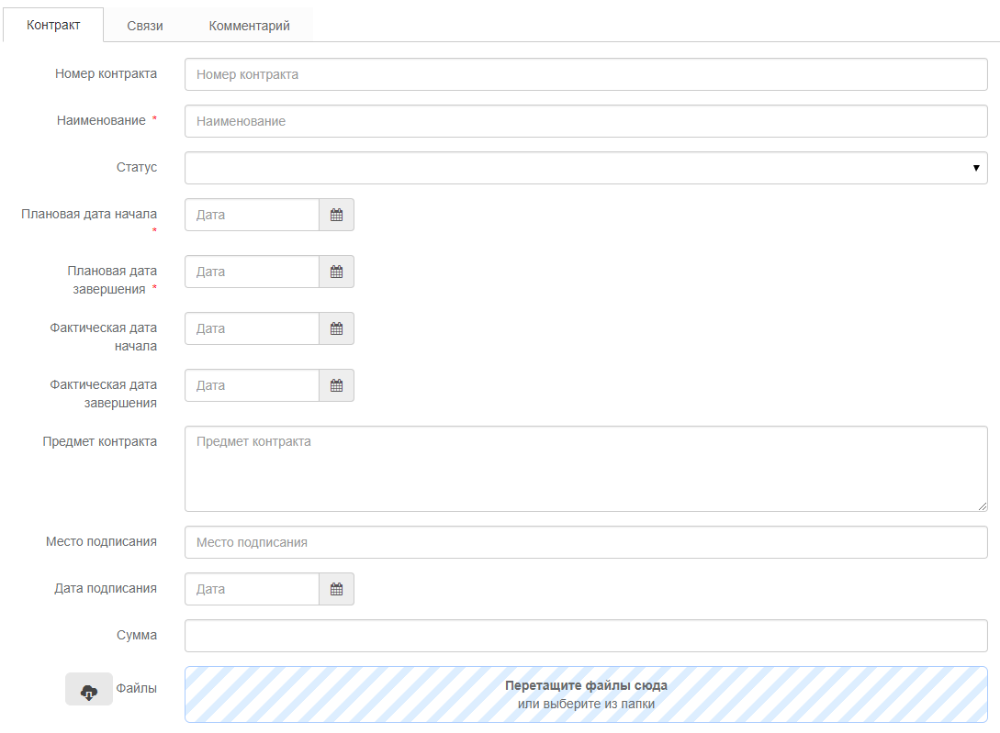 Контракт Связи Комментарий
Номер контракта Номер контракта
Наименование * Наименование
Статус
Плановая дата начала Дата
*
Плановая дата Дата
завершения *
Фактическая дата Дата
начала
Фактическая дата Дата
завершения
Предмет контракта Предмет контракта
Место подписания Место подписания
Дата подписания Дата
Сумма
Файлы Перетащите файлы сюда
или выберите из папки